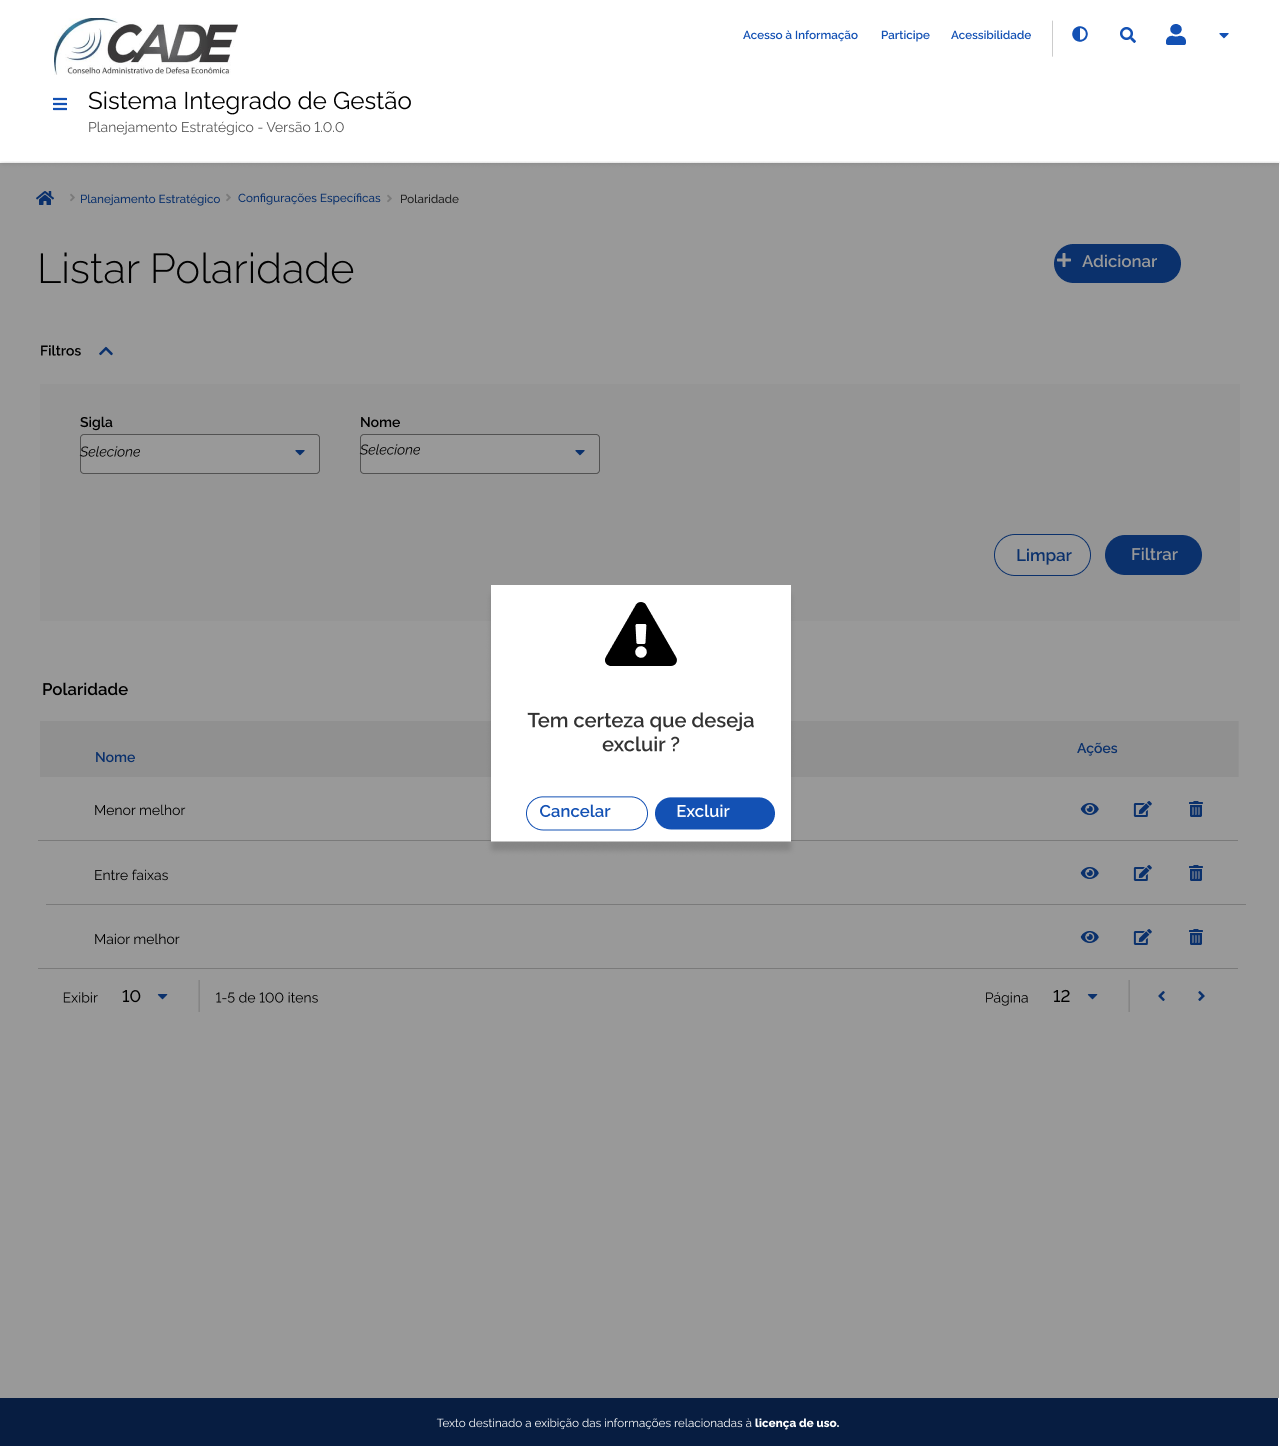 CADE
Conselho Administrativo de Defesa Econômica
Acesso à Informação Participe Acessibilidade
Sistema Integrado de Gestão
Planejamento Estratégico - Versão 1.0.0
Planejamento Estratégico Configurações Específicas Polaridade
Listar Polaridade
Adicionar
Filtros
Sigla Nome
Selecione Selecione
Limpar Filtrar
Tem certeza que deseja
excluir ?
Cancelar Excluir
Polaridade
Nome Ações
Menor melhor
Entre faixas
Maior melhor
Exibir 10 1-5 de 100 itens Página 12
Texto destinado a exibição das informações relacionadas à licença de uso.